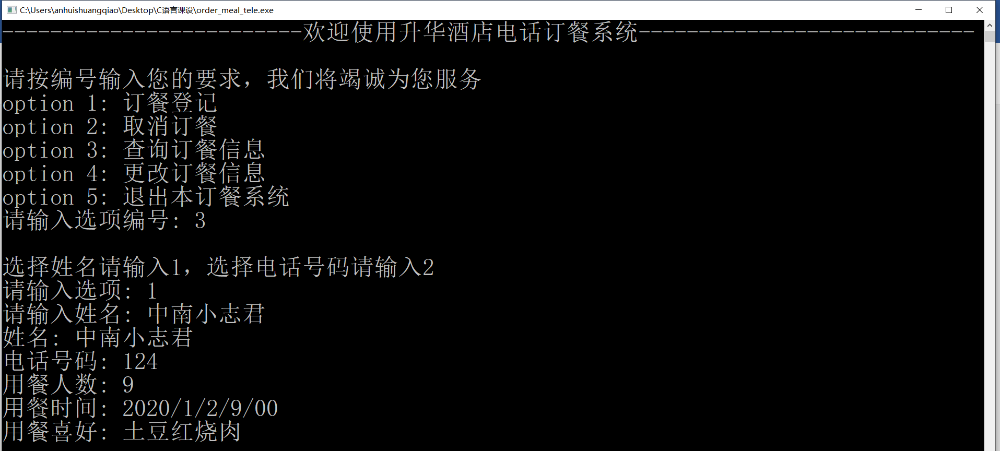 C:\Users\anhuishuangqiao\Desktop\C语言课设\order_meal_tele.exe
-------------------------欢迎使用升华酒店电话订餐系统----------------------------
请按编号输入您的要求，我们将竭诚为您服务
option 1: 订餐登记
option 2: 取消订餐
option 3: 查询订餐信息
option 4: 更改订餐信息
option 5: 退出本订餐系统
请输入选项编号: 3
选择姓名请输入1，选择电话号码请输入2
请输入选项: 1
请输入姓名: 中南小志君
姓名: 中南小志君
电话号码: 124
用餐人数: 9
用餐时间: 2020/1/2/9/00
用餐喜好: 土豆红烧肉